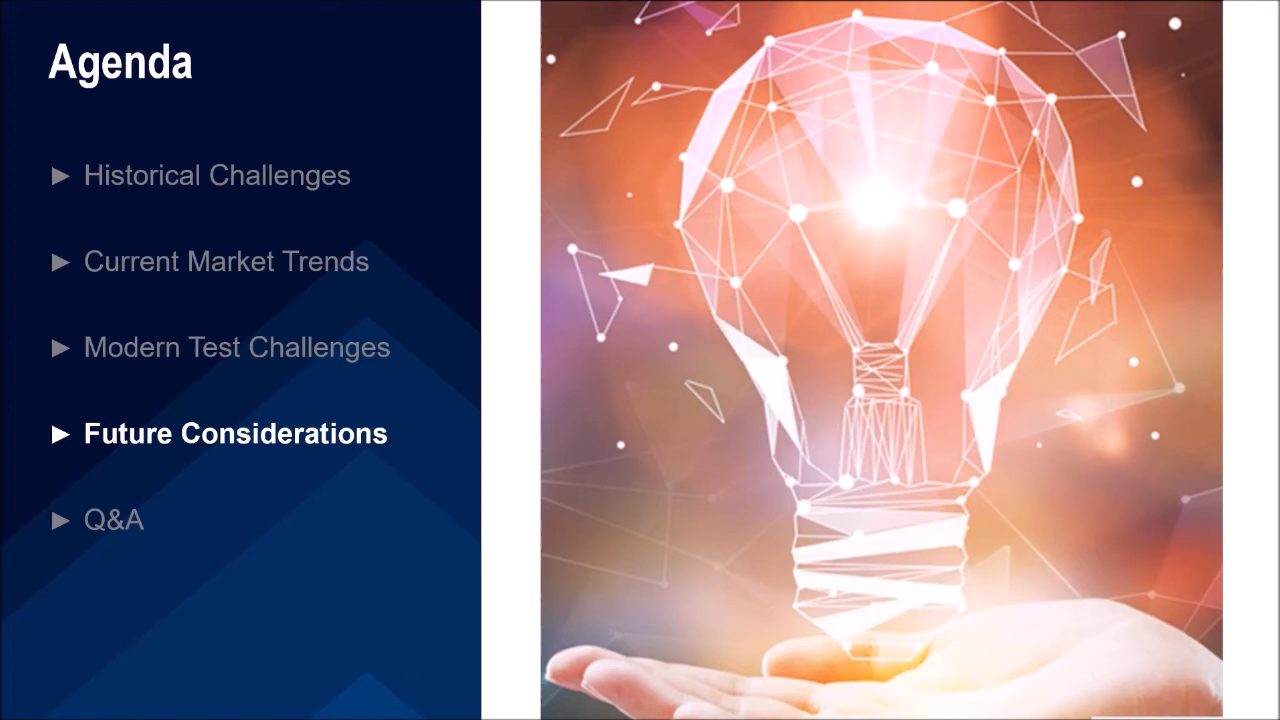 Agenda
► Historical Challenges
► Current Market Trends
► Modern Test Challenges
► Future Considerations
► Q&A